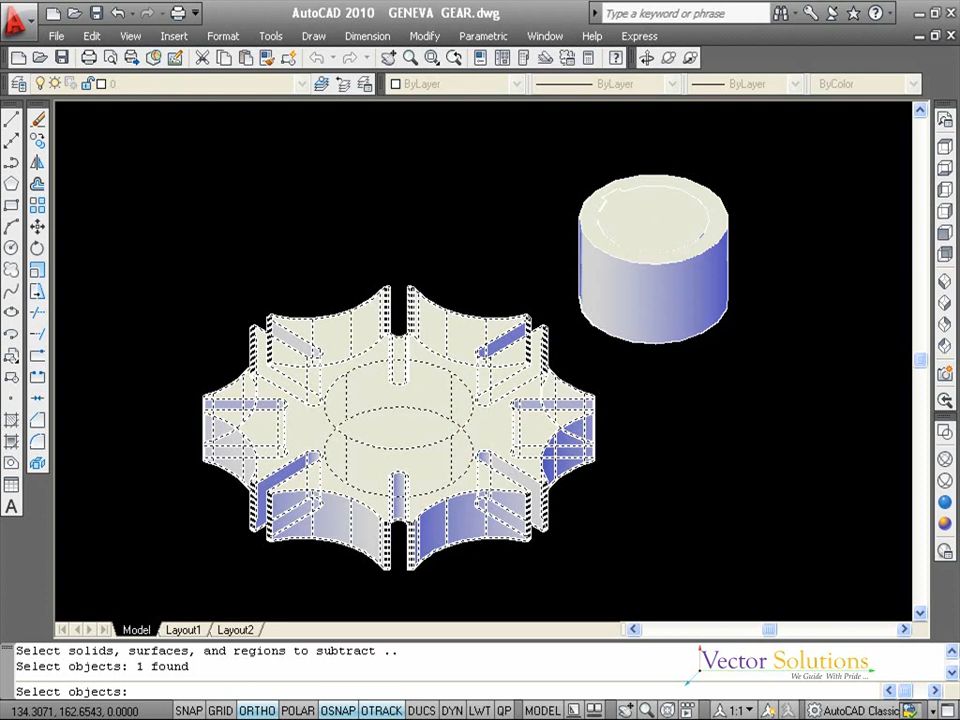 AutoCAD 2010 GENEVA GEAR.dwg
Type a keyword or phrase
File Edit View Insert Format Tools Draw Dimension Modify Parametric Window Help Express
0 ByLayer ByLayer ByLayer ByColor
A
Model Layout1 Layout2
Select solids, surfaces, and regions to subtract ..
Select objects: 1 found
Select objects:
Vector Solutions
We Guide With Pride ...
134.3071, 162.6543, 0.0000 SNAP GRID ORTHO POLAR OSNAP OTRACK DUCS DYN LWT QP MODEL 1:1 AutoCAD Classic